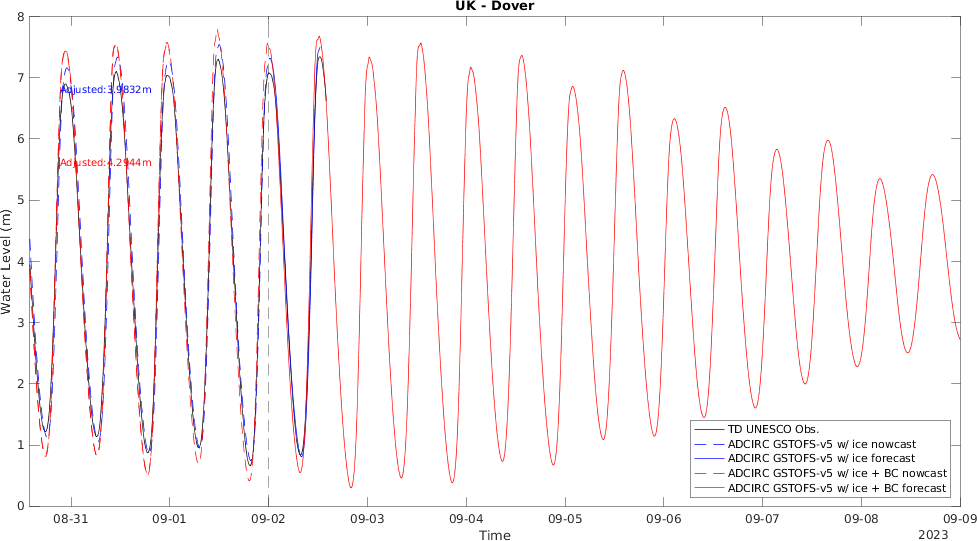 UK - Dover
8
7
6
5
4
3
2
1
0
Water Level (m)
Adjusted:3.9832m
Adjusted:4.2944m
TD UNESCO Obs.
ADCIRC GSTOFS-v5 w/ ice nowcast
ADCIRC GSTOFS-v5 w/ ice forecast
ADCIRC GSTOFS-v5 w/ ice + BC nowcast
ADCIRC GSTOFS-v5 w/ ice + BC forecast
08-31 09-01 09-02 09-03 09-04 09-05 09-06 09-07 09-08 09-09
Time
2023